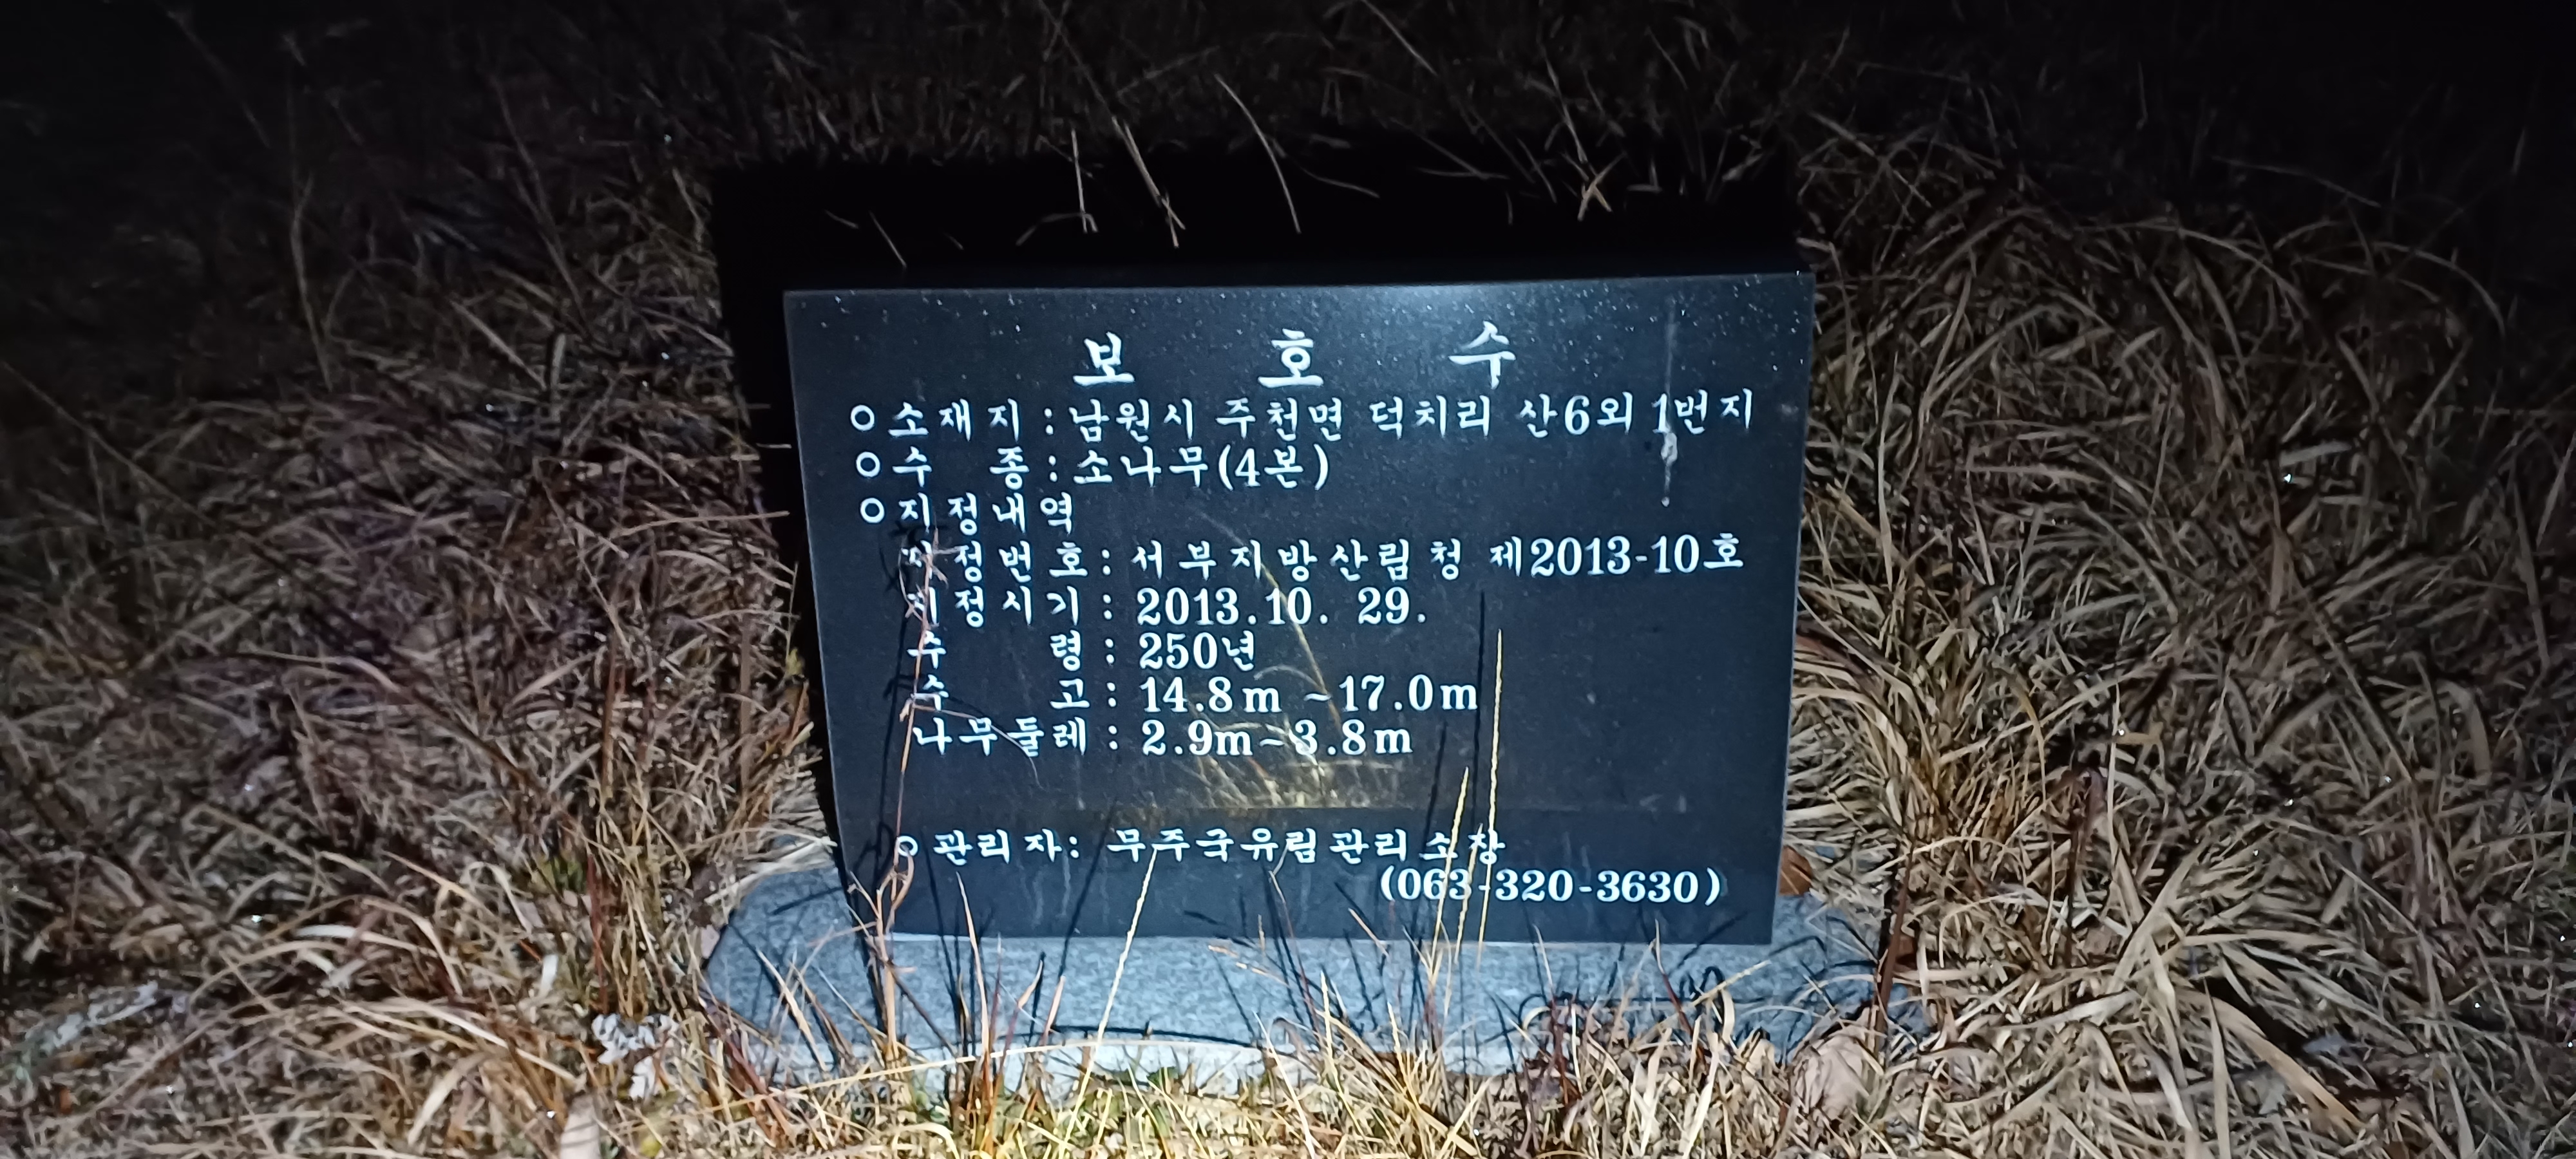 보 호 수
○ 소 재 지 : 남원시 주천면 덕치리 산6외 1번지
○ 수 종 : 소나무(4본)
○ 지정내역
지정번호 : 서부지방산림청 제2013-10호
지정시기 : 2013.10. 29.
수 령 : 250년
수 고 : 14.8m ~17.0m
나무둘레 : 2.9m~3.8m
○ 관리자: 무주국유림관리소장
(063-320-3630)